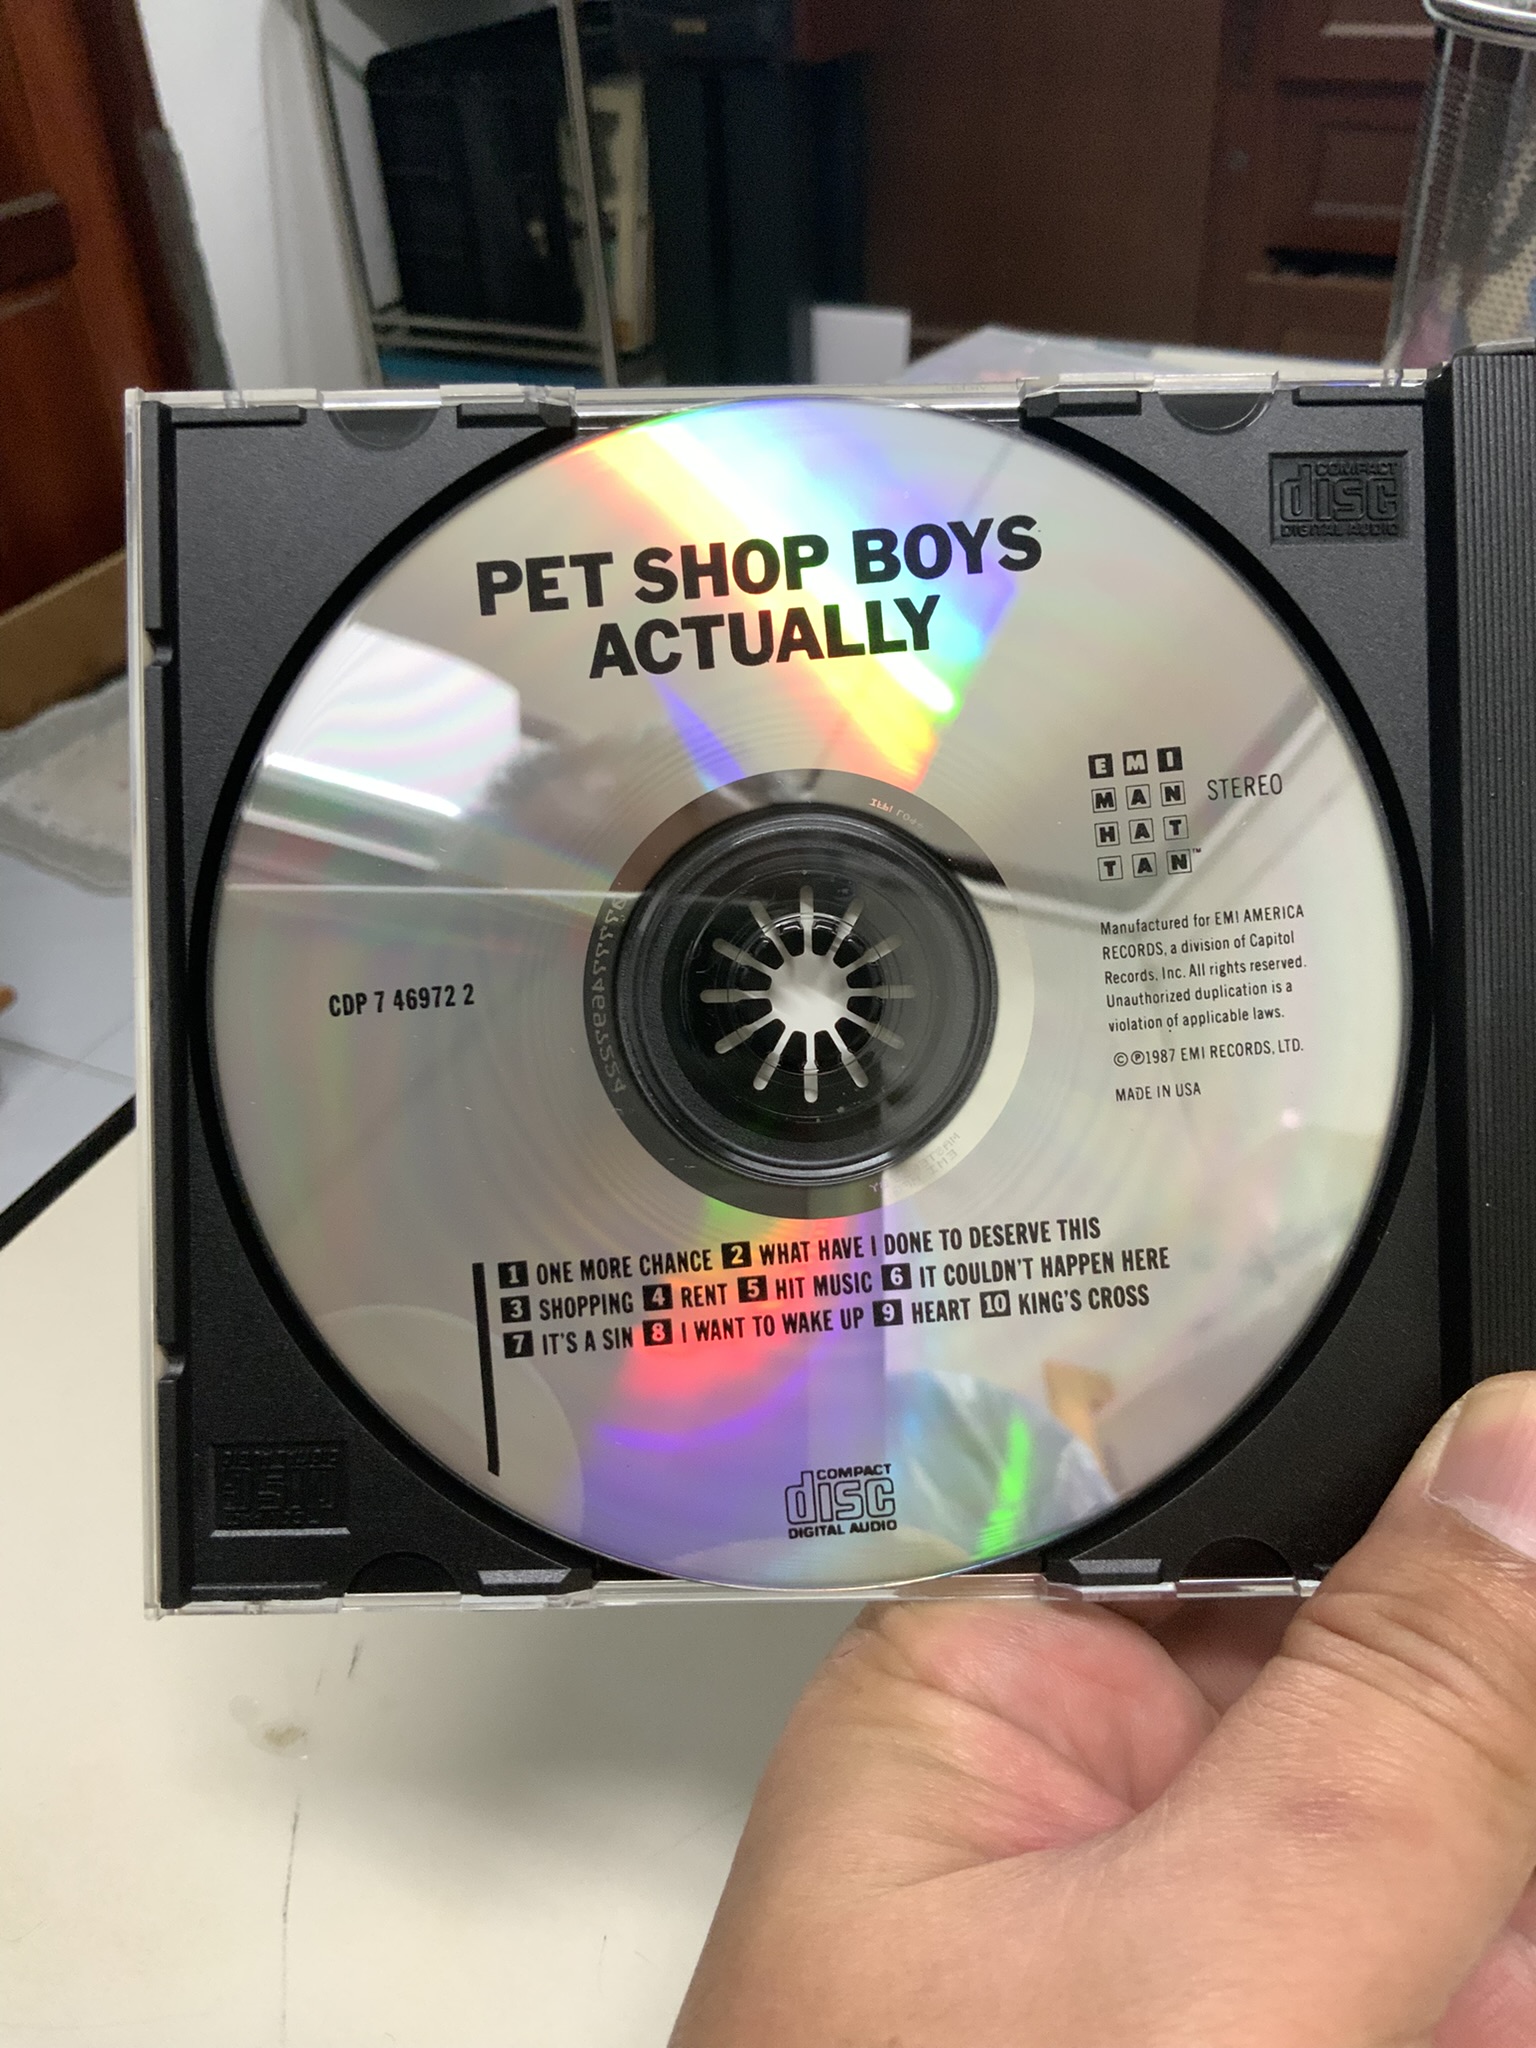 COMPACT
disc
DIGITAL AUDIO
PET SHOP BOYS
ACTUALLY
EMI
MAN
HAT
TAN™
STEREO
CDP 7 46972 2
Manufactured for EMI AMERICA
RECORDS, a division of Capitol
Records, Inc. All rights reserved.
Unauthorized duplication is a
violation of applicable laws.
©℗1987 EMI RECORDS, LTD.
MADE IN USA
1 ONE MORE CHANCE 2 WHAT HAVE I DONE TO DESERVE THIS
3 SHOPPING 4 RENT 5 HIT MUSIC 6 IT COULDN'T HAPPEN HERE
7 IT'S A SIN 8 I WANT TO WAKE UP 9 HEART 10 KING'S CROSS
COMPACT
disc
DIGITAL AUDIO